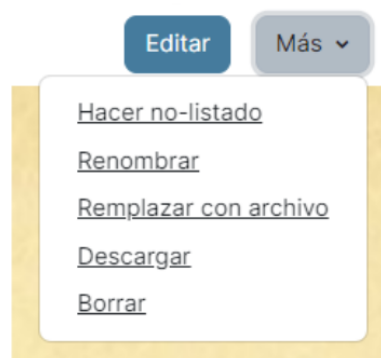 Editar
Más
Hacer no-listado
Renombrar
Remplazar con archivo
Descargar
Borrar